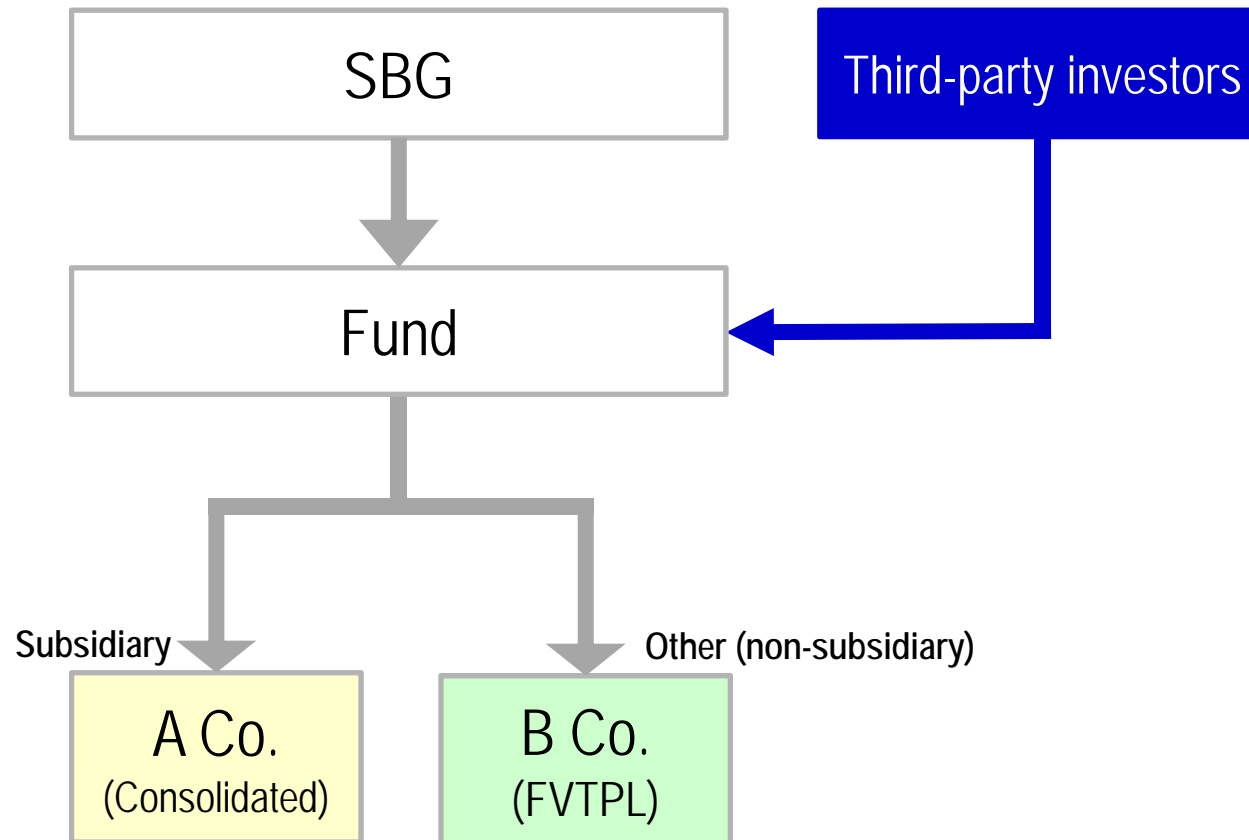 SBG
Third-party investors
Fund
Subsidiary
Other (non-subsidiary)
A Co.
(Consolidated)
B Co.
(FVTPL)